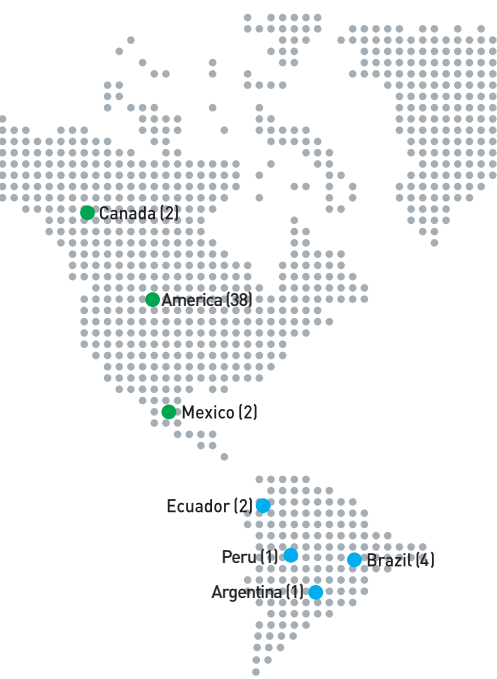 Canada (2)
America (38)
Mexico (2)
Ecuador (2)
Peru (1)
Brazil (4)
Argentina (1)